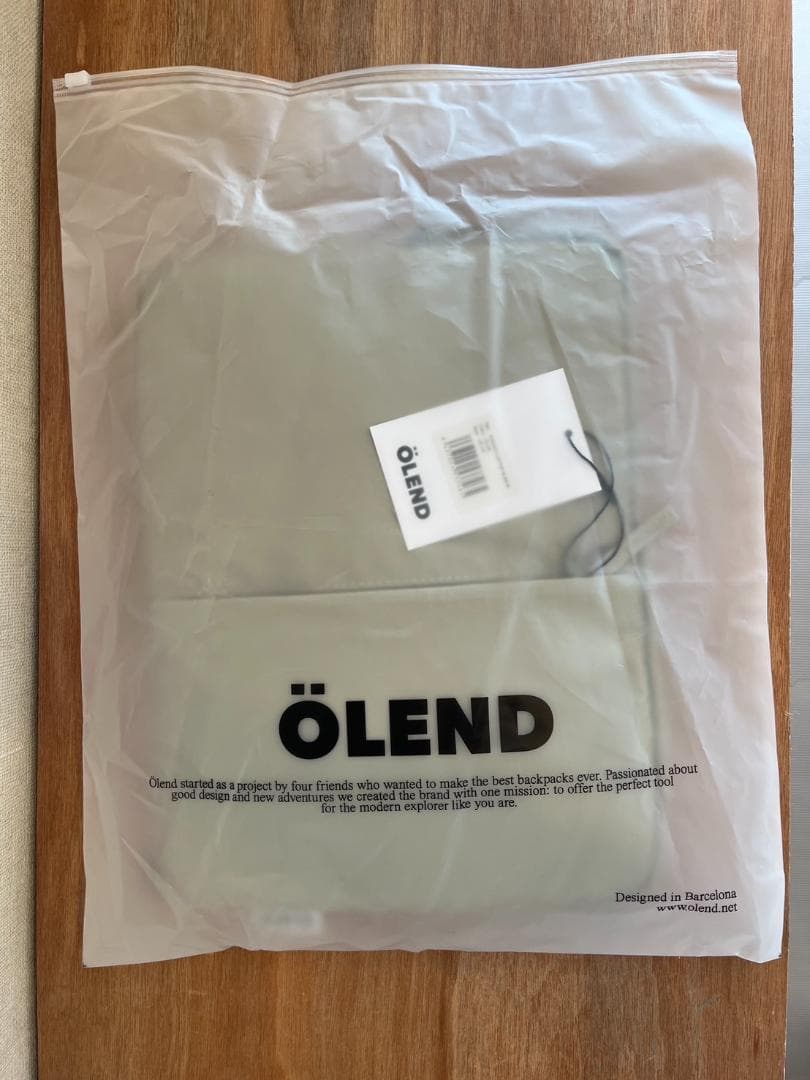 ÖLEND
ÖLEND
Ölend started as a project by four friends who wanted to make the best backpacks ever. Passionated about
good design and new adventures we created the brand with one mission: to offer the perfect tool
for the modern explorer like you are.
Designed in Barcelona
www.olend.net